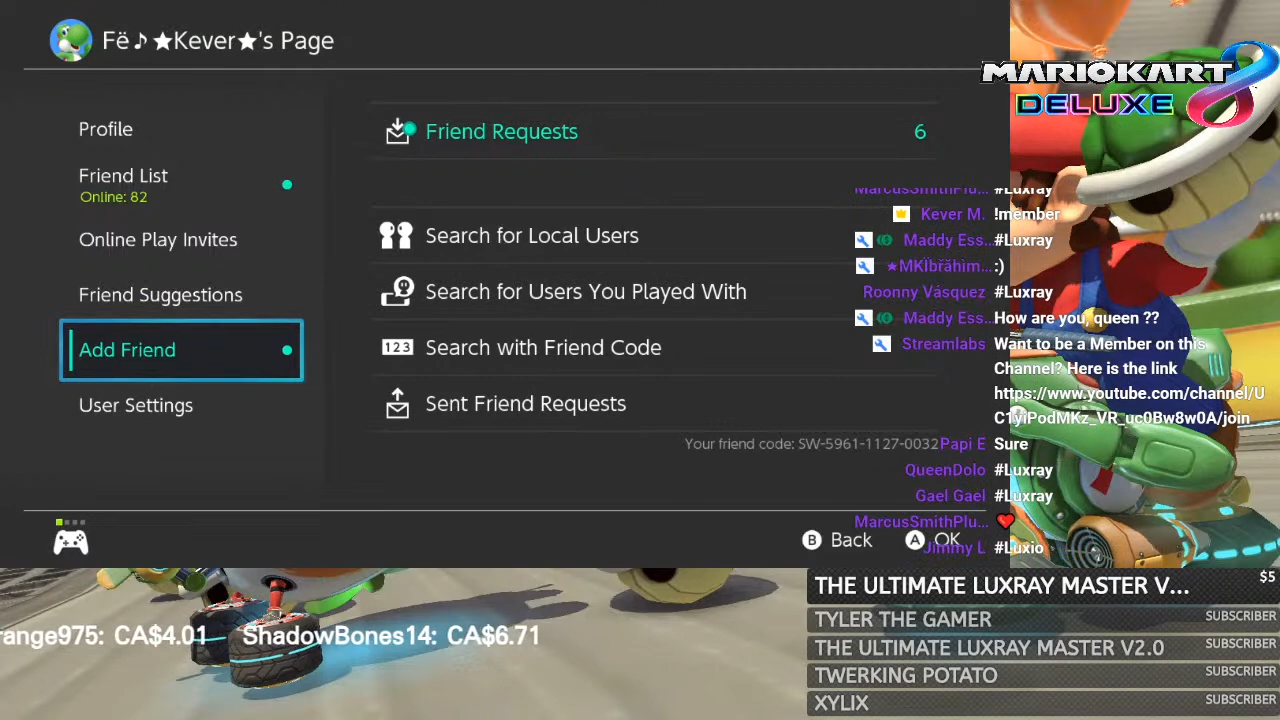 Fë♪★Kever★'s Page
Profile
Friend List
Online: 82
Online Play Invites
Friend Suggestions
Add Friend
User Settings
Friend Requests 6
Search for Local Users
Search for Users You Played With
123 Search with Friend Code
Sent Friend Requests
Your friend code: SW-5961-1127-0032
B Back A OK
MARIOKART 8
DELUXE
MarcusSmithPlu... #Luxray
Kever M. !member
Maddy Ess... #Luxray
★MKÏbřăhìm... :)
Roonny Vásquez #Luxray
Maddy Ess... How are you, queen ??
Streamlabs Want to be a Member on this
Channel? Here is the link
https://www.youtube.com/channel/U
C1yiPodMKz_VR_uc0Bw8w0A/join
Papi E Sure
QueenDolo #Luxray
Gael Gael #Luxray
MarcusSmithPlu... ❤
Jimmy L #Luxio
range975: CA$4.01 ShadowBones14: CA$6.71
THE ULTIMATE LUXRAY MASTER V... $5
TYLER THE GAMER SUBSCRIBER
THE ULTIMATE LUXRAY MASTER V2.0 SUBSCRIBER
TWERKING POTATO SUBSCRIBER
XYLIX SUBSCRIBER